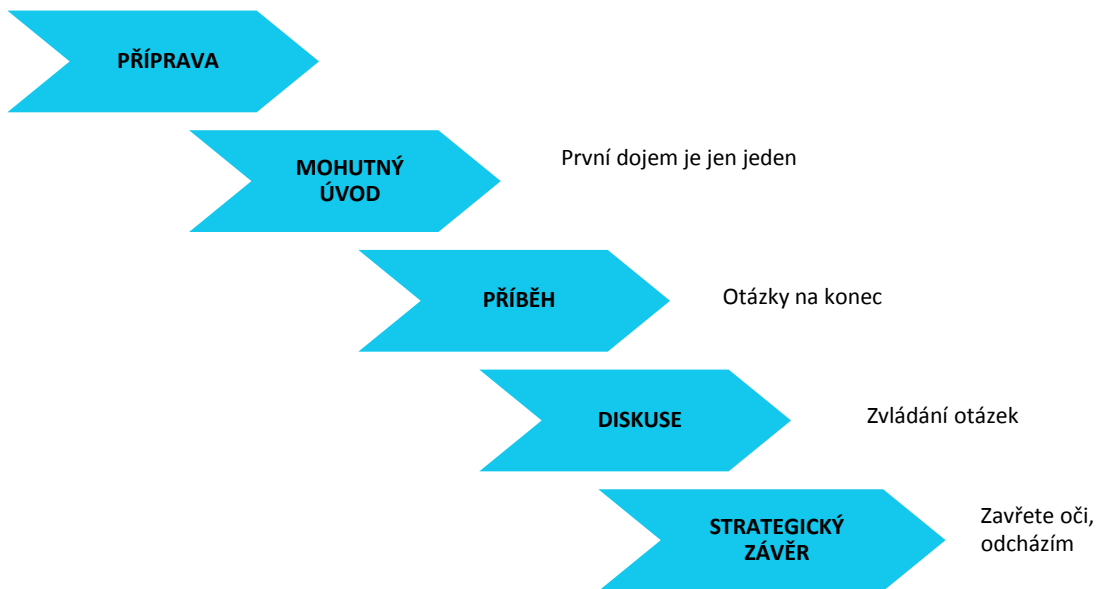 PŘÍPRAVA
MOHUTNÝ
ÚVOD
První dojem je jen jeden
PŘÍBĚH
Otázky na konec
DISKUSE
Zvládání otázek
STRATEGICKÝ
ZÁVĚR
Zavřete oči,
odcházím